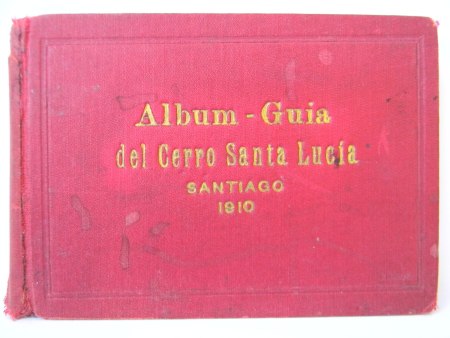 Album - Guia
del Cerro Santa Lucía
SANTIAGO
1910